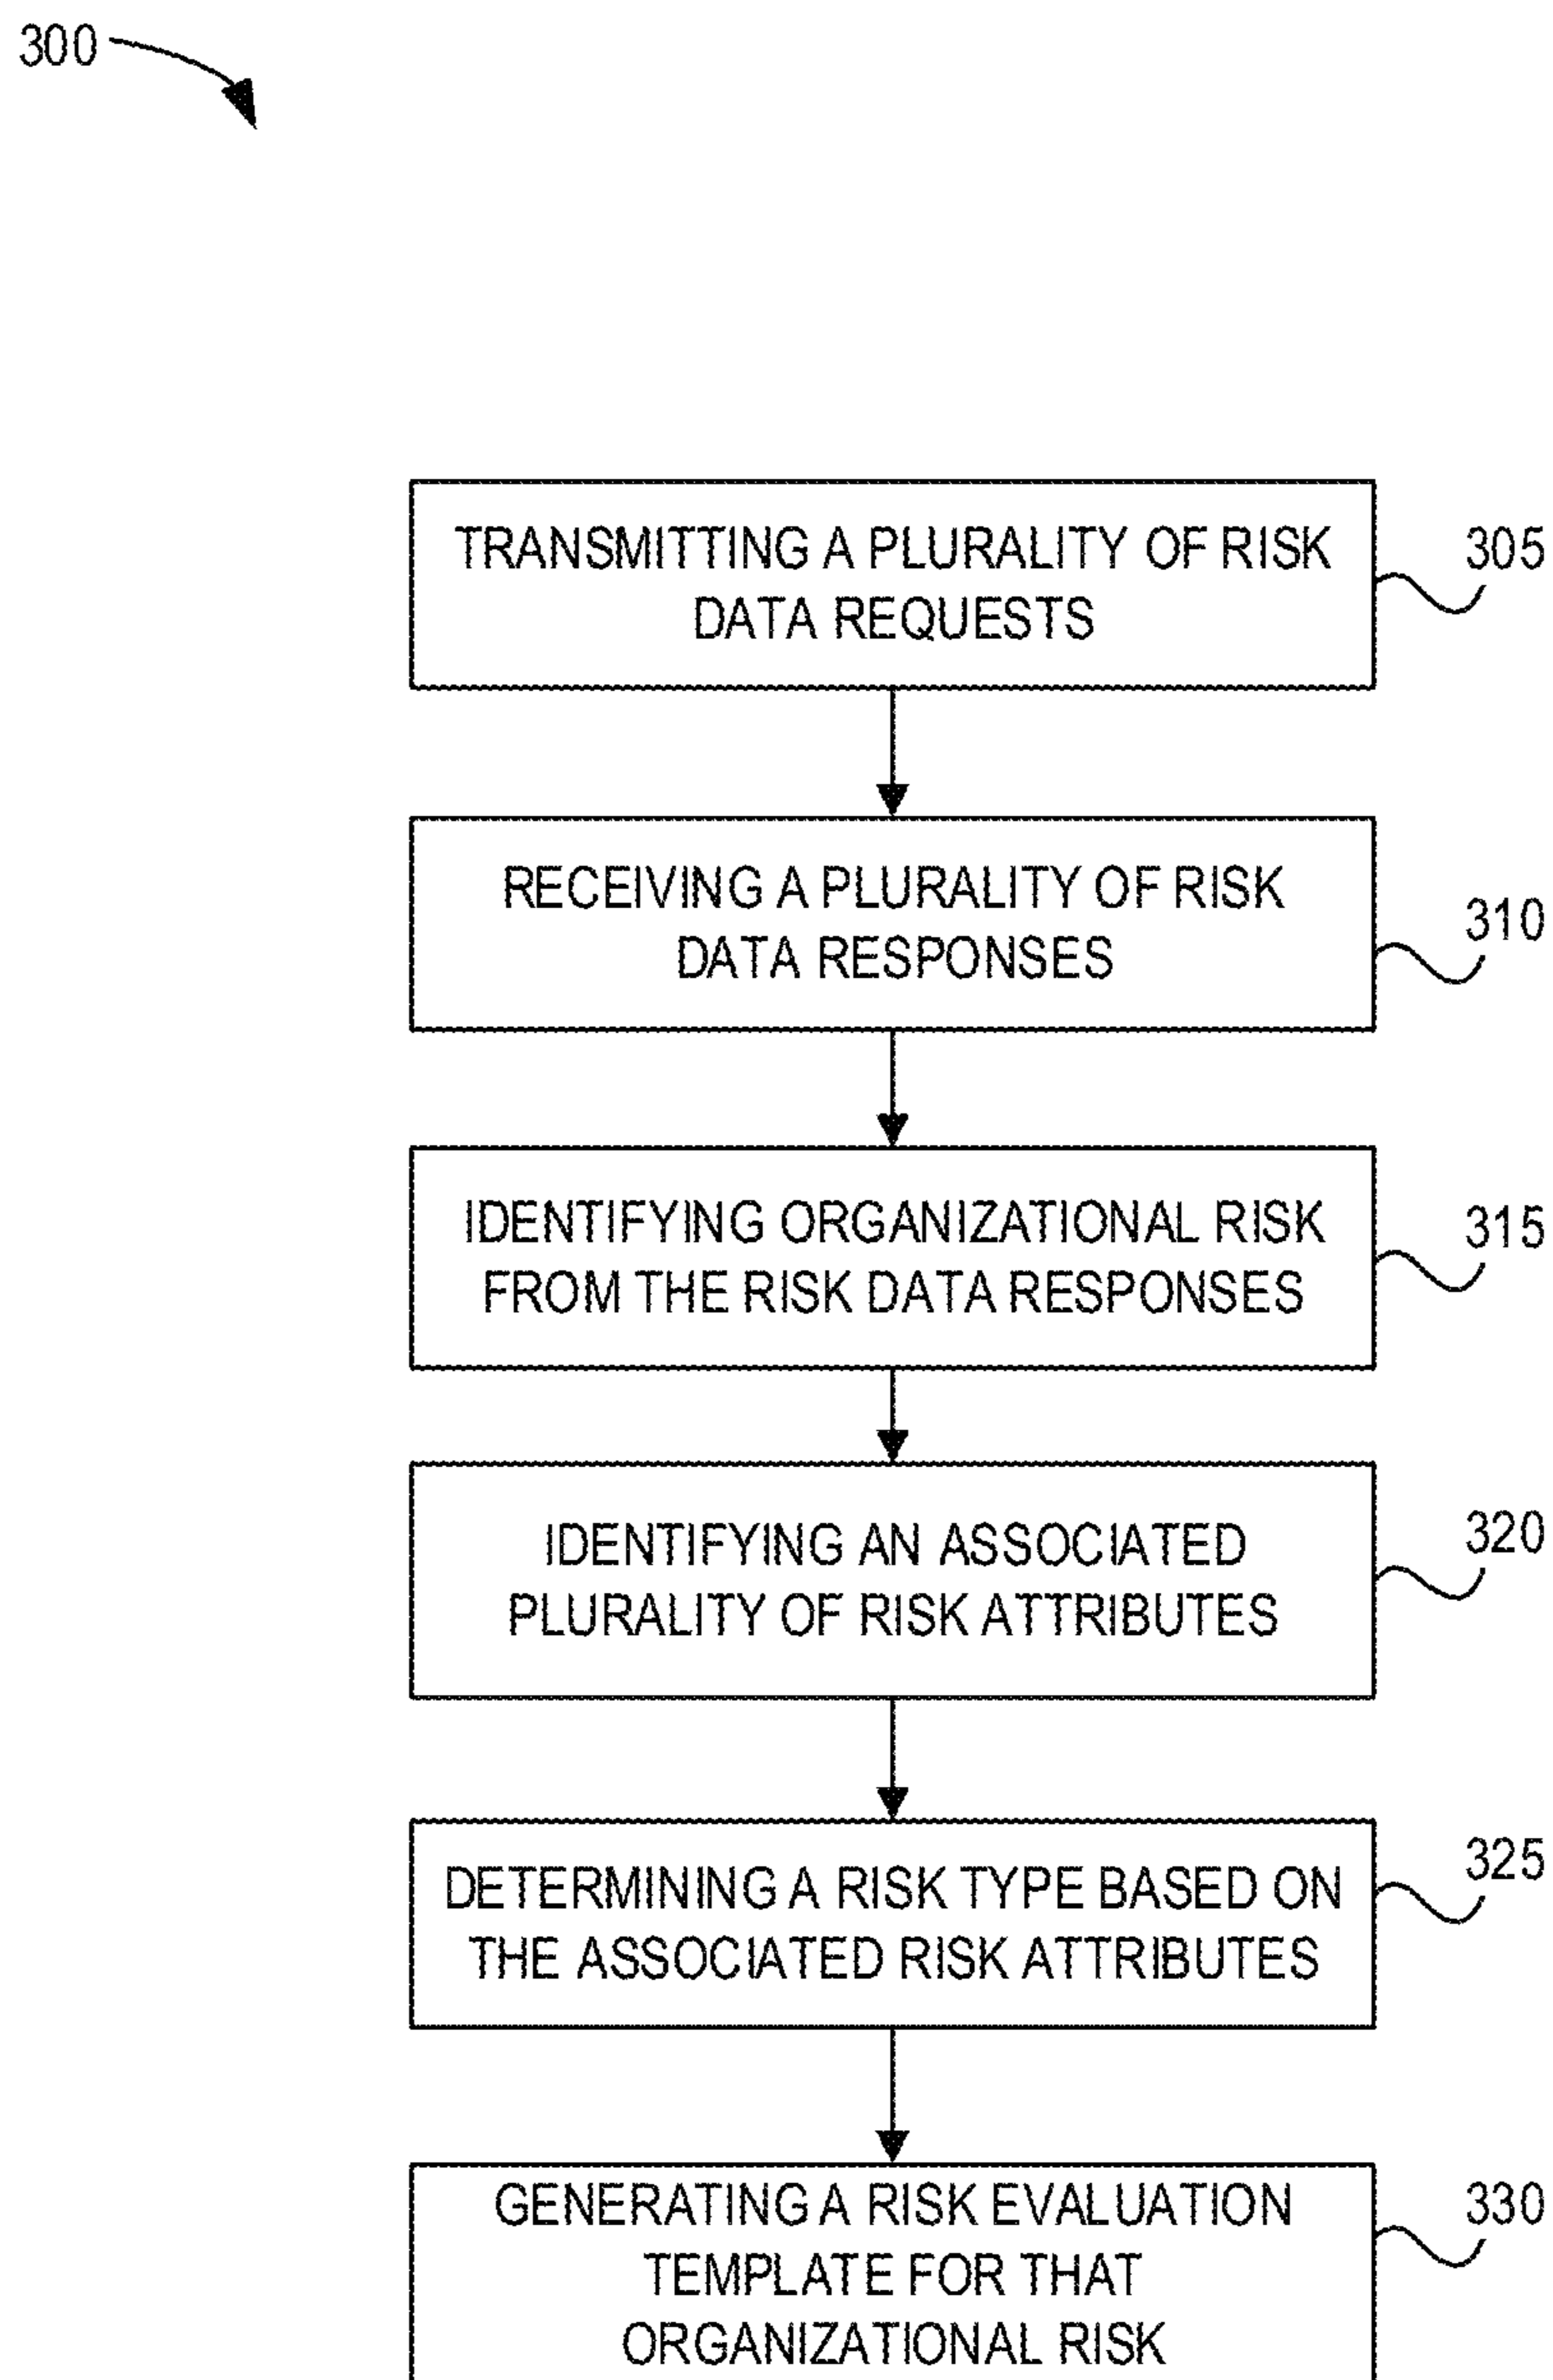 300
TRANSMITTING A PLURALITY OF RISK
DATA REQUESTS
305
RECEIVING A PLURALITY OF RISK
DATA RESPONSES
310
IDENTIFYING ORGANIZATIONAL RISK
FROM THE RISK DATA RESPONSES
315
IDENTIFYING AN ASSOCIATED
PLURALITY OF RISK ATTRIBUTES
320
DETERMINING A RISK TYPE BASED ON
THE ASSOCIATED RISK ATTRIBUTES
325
GENERATING A RISK EVALUATION
TEMPLATE FOR THAT
ORGANIZATIONAL RISK
330